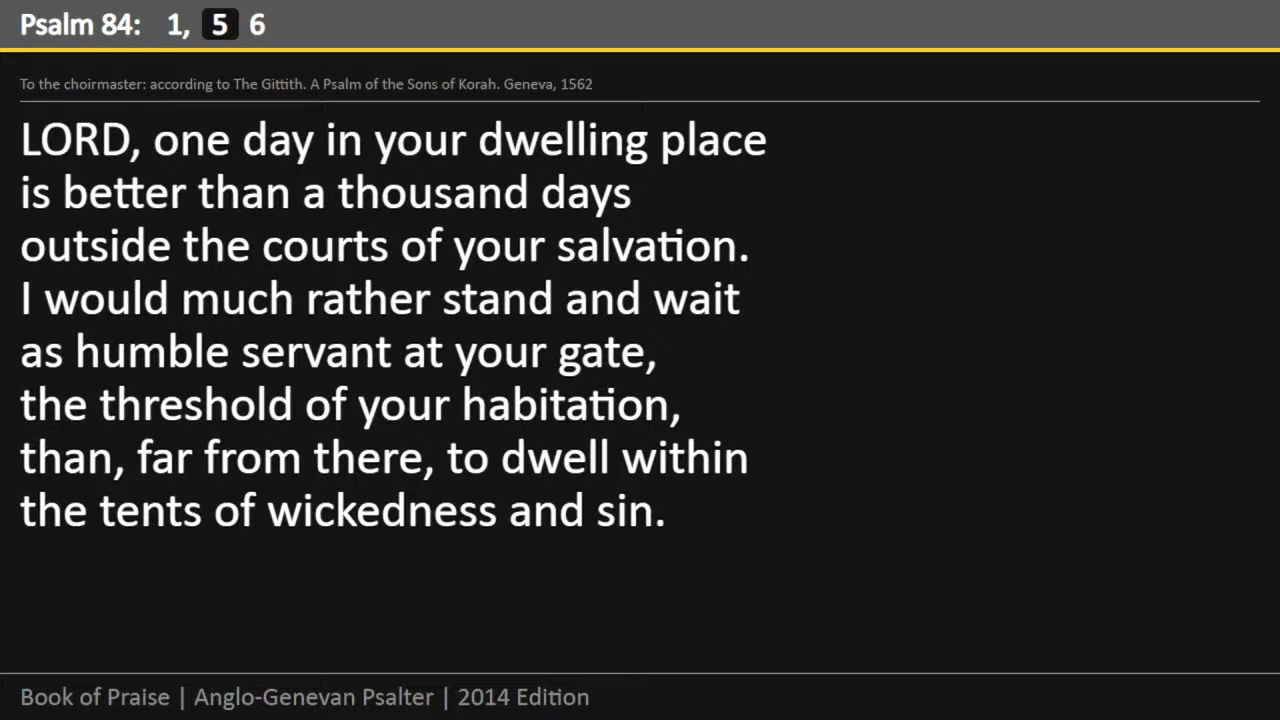 Psalm 84: 1, 5 6
To the choirmaster: according to The Gittith. A Psalm of the Sons of Korah. Geneva, 1562
LORD, one day in your dwelling place
is better than a thousand days
outside the courts of your salvation.
I would much rather stand and wait
as humble servant at your gate,
the threshold of your habitation,
than, far from there, to dwell within
the tents of wickedness and sin.
Book of Praise | Anglo-Genevan Psalter | 2014 Edition